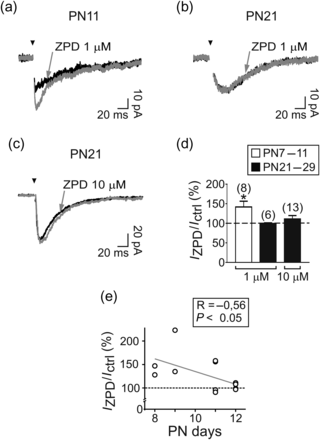 (a) PN11
ZPD 1 μM
10 pA
20 ms
(b) PN21
ZPD 1 μM
10 pA
20 ms
(c) PN21
ZPD 10 μM
20 pA
20 ms
(d)
PN7–11
PN21–29
IZPD/Ictrl (%)
200
150
100
50
0
(8)
*
(6)
(13)
1 μM 10 μM
(e)
R = –0,56
P < 0.05
IZPD/Ictrl (%)
200
150
100
0
7 8 9 10 11 12
PN days